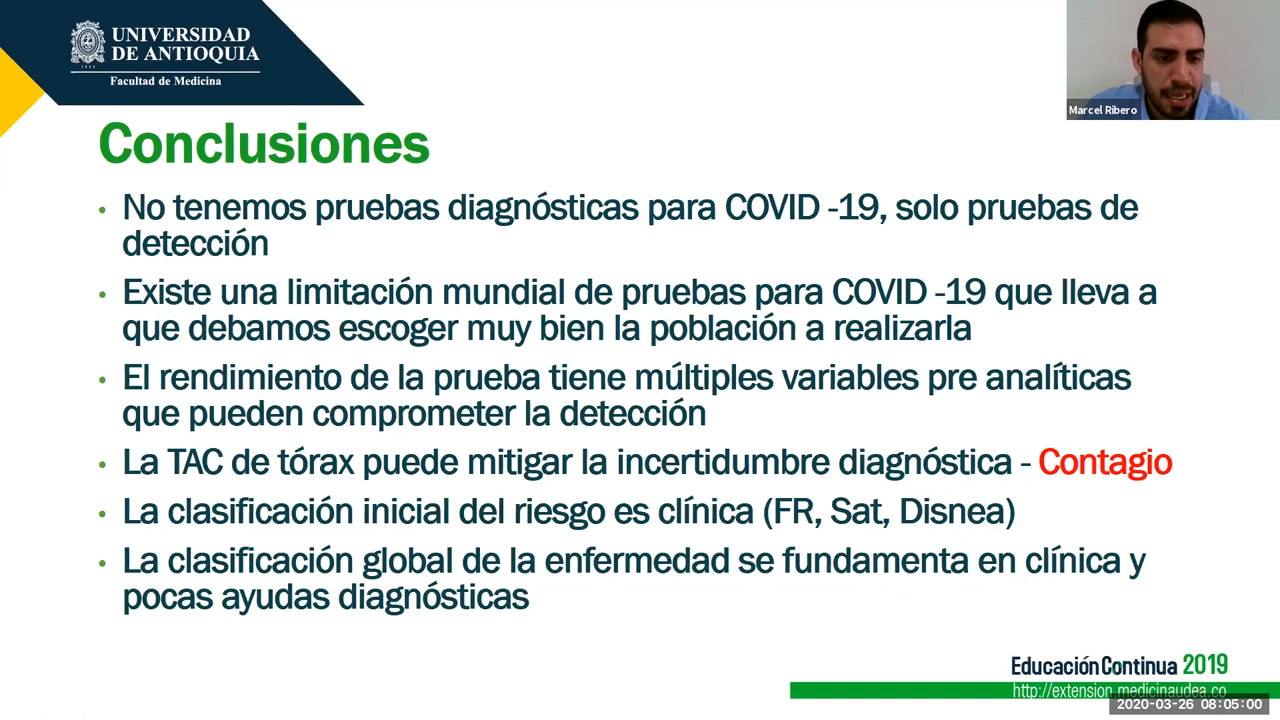 UNIVERSIDAD
DE ANTIOQUIA
1803
Facultad de Medicina
Marcel Ribero
Conclusiones
• No tenemos pruebas diagnósticas para COVID -19, solo pruebas de
detección
• Existe una limitación mundial de pruebas para COVID -19 que lleva a
que debamos escoger muy bien la población a realizarla
• El rendimiento de la prueba tiene múltiples variables pre analíticas
que pueden comprometer la detección
• La TAC de tórax puede mitigar la incertidumbre diagnóstica - Contagio
• La clasificación inicial del riesgo es clínica (FR, Sat, Disnea)
• La clasificación global de la enfermedad se fundamenta en clínica y
pocas ayudas diagnósticas
Educación Continua 2019
http://extension.medicinaudea.co
2020-03-26 08:05:00